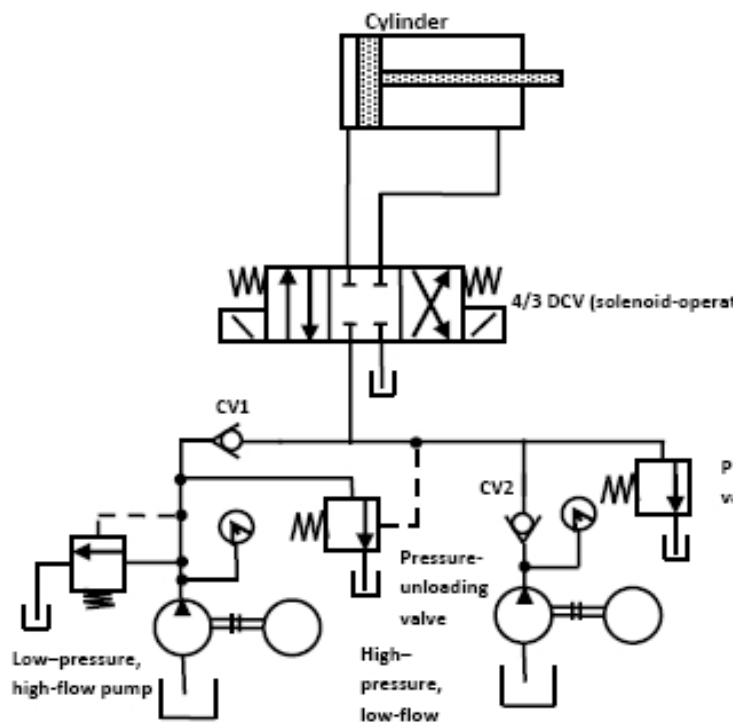 Cylinder
4/3 DCV (solenoid-operat
CV1
CV2
P
va
Pressure-
unloading
valve
Low–pressure,
high-flow pump
High–
pressure,
low-flow